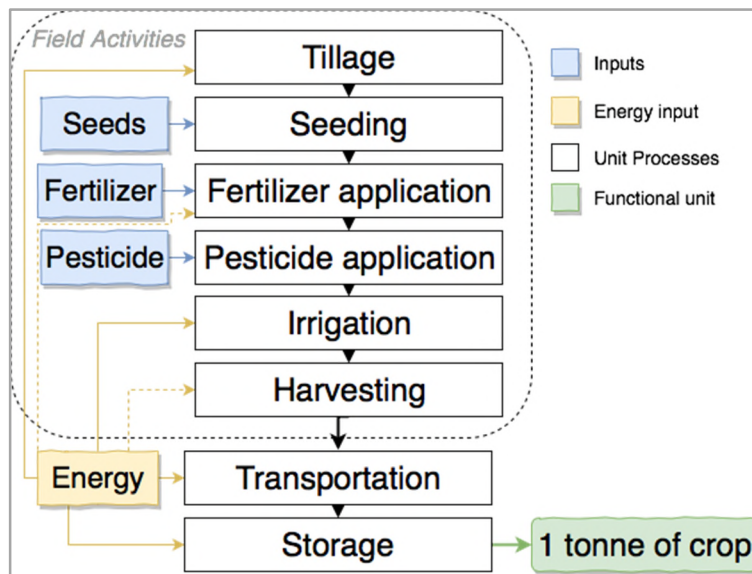 Field Activities
Tillage
Inputs
Energy input
Unit Processes
Functional unit
Seeds
Seeding
Fertilizer
Fertilizer application
Pesticide
Pesticide application
Irrigation
Harvesting
Energy
Transportation
Storage
1 tonne of crop